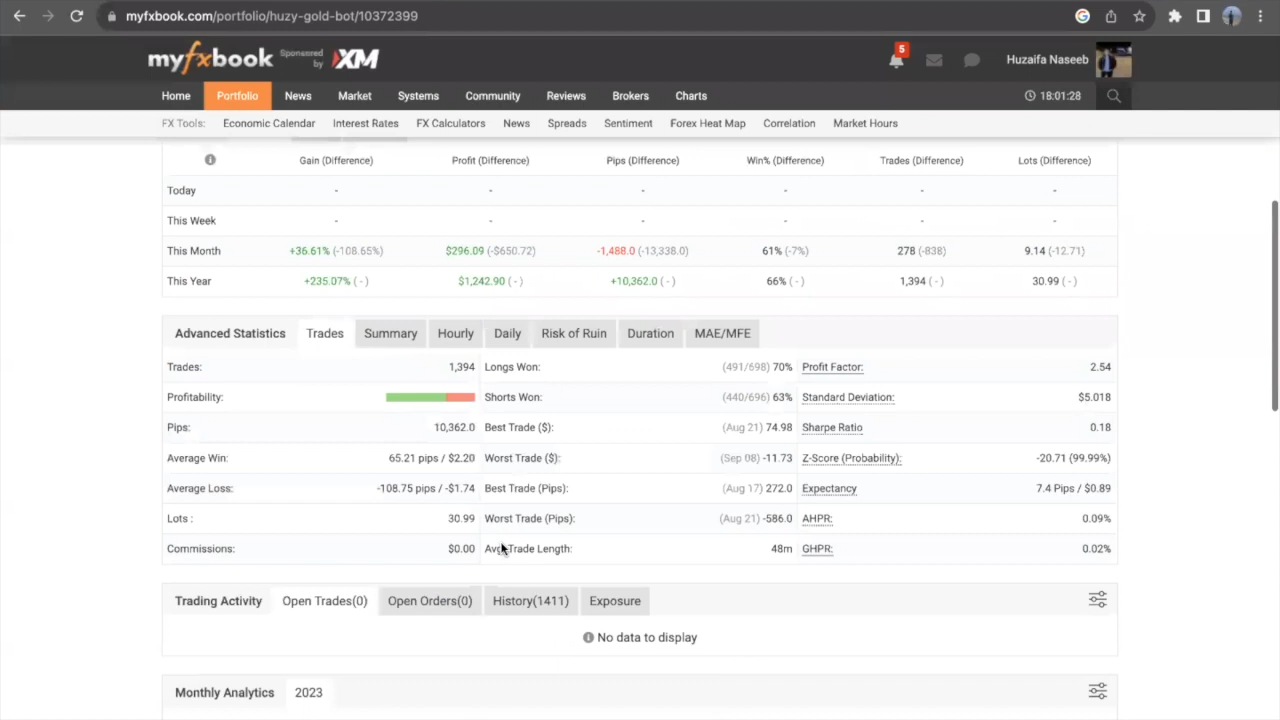 myfxbook.com/portfolio/huzy-gold-bot/10372399
myfxbook Sponsored by XM 5 Huzaifa Naseeb
Home Portfolio News Market Systems Community Reviews Brokers Charts 18:01:28
FX Tools: Economic Calendar Interest Rates FX Calculators News Spreads Sentiment Forex Heat Map Correlation Market Hours
Gain (Difference) Profit (Difference) Pips (Difference) Win% (Difference) Trades (Difference) Lots (Difference)
Today - - - - - -
This Week - - - - - -
This Month +36.61% (-108.65%) $296.09 (-$650.72) -1,488.0 (-13,338.0) 61% (-7%) 278 (-838) 9.14 (-12.71)
This Year +235.07% ( - ) $1,242.90 ( - ) +10,362.0 ( - ) 66% ( - ) 1,394 ( - ) 30.99 ( - )
Advanced Statistics Trades Summary Hourly Daily Risk of Ruin Duration MAE/MFE
Trades: 1,394 Longs Won: (491/698) 70% Profit Factor: 2.54
Profitability: Shorts Won: (440/696) 63% Standard Deviation: $5.018
Pips: 10,362.0 Best Trade ($): (Aug 21) 74.98 Sharpe Ratio 0.18
Average Win: 65.21 pips / $2.20 Worst Trade ($): (Sep 08) -11.73 Z-Score (Probability): -20.71 (99.99%)
Average Loss: -108.75 pips / -$1.74 Best Trade (Pips): (Aug 17) 272.0 Expectancy 7.4 Pips / $0.89
Lots : 30.99 Worst Trade (Pips): (Aug 21) -586.0 AHPR: 0.09%
Commissions: $0.00 Avg. Trade Length: 48m GHPR: 0.02%
Trading Activity Open Trades(0) Open Orders(0) History(1411) Exposure
No data to display
Monthly Analytics 2023